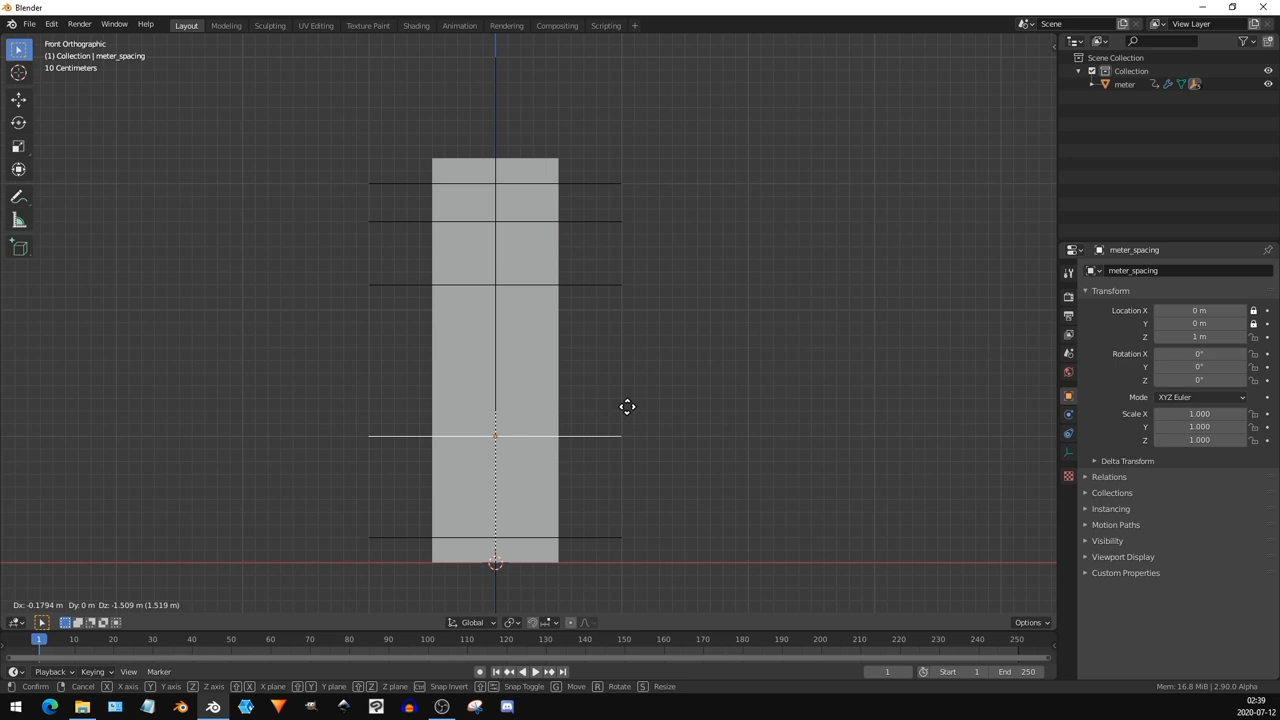 Blender
File Edit Render Window Help Layout Modeling Sculpting UV Editing Texture Paint Shading Animation Rendering Compositing Scripting Scene View Layer
Front Orthographic
(1) Collection | meter_spacing
10 Centimeters
Scene Collection
Collection
meter
meter_spacing
meter_spacing
Transform
Location X 0 m
Y 0 m
Z 1 m
Rotation X 0°
Y 0°
Z 0°
Mode XYZ Euler
Scale X 1.000
Y 1.000
Z 1.000
Delta Transform
Relations
Collections
Instancing
Motion Paths
Visibility
Viewport Display
Custom Properties
Dx: -0.1794 m Dy: 0 m Dz: -1.509 m (1.519 m)
Global Options
1 10 20 30 40 50 60 70 80 90 100 110 120 130 140 150 160 170 180 190 200 210 220 230 240 250
Playback Keying View Marker 1 Start 1 End 250
Confirm Cancel X X axis Y Y axis Z Z axis X X plane Y Y plane Z Z plane Ctrl Snap Invert Snap Toggle G Move R Rotate S Resize Mem: 16.8 MiB | 2.90.0 Alpha
02:39
2020-07-12